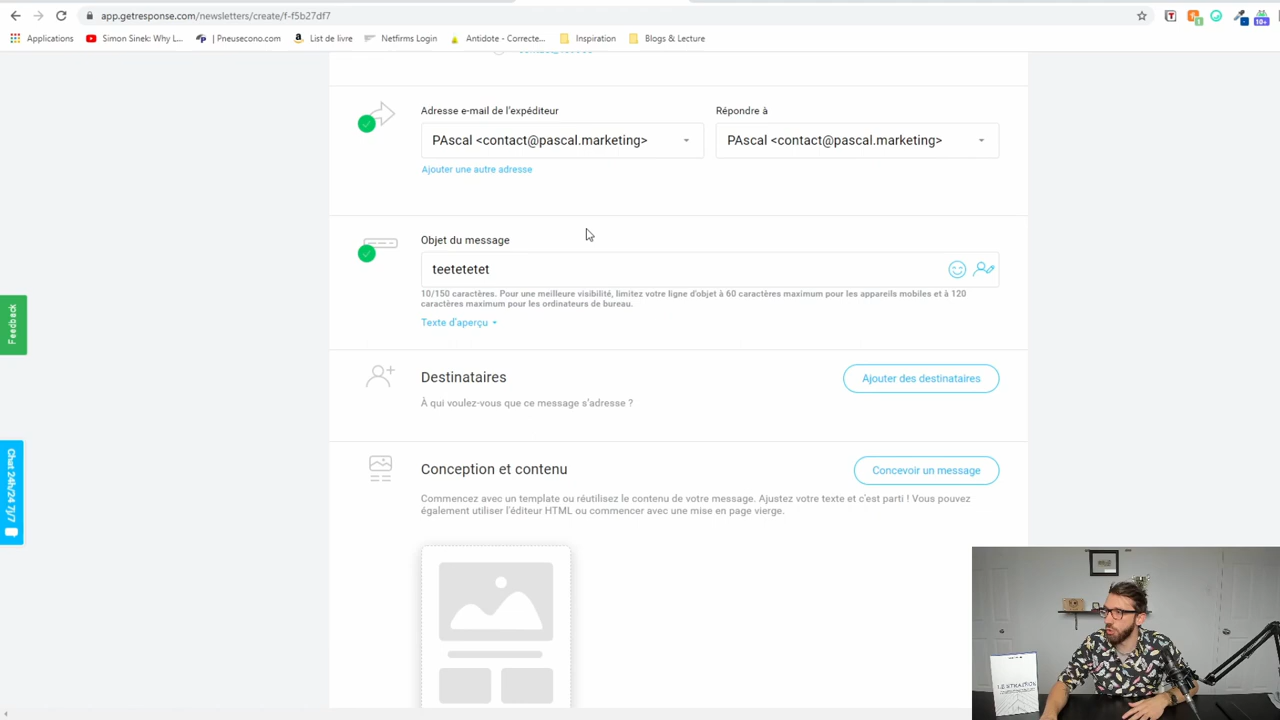 app.getresponse.com/newsletters/create/f-f5b27df7
Applications
Simon Sinek: Why L...
| Pneusecono.com
List de livre
Netfirms Login
Antidote - Correcte...
Inspiration
Blogs & Lecture
Adresse e-mail de l'expéditeur
Répondre à
PAscal <contact@pascal.marketing>
PAscal <contact@pascal.marketing>
Ajouter une autre adresse
Objet du message
teetetetet
10/150 caractères. Pour une meilleure visibilité, limitez votre ligne d'objet à 60 caractères maximum pour les appareils mobiles et à 120
caractères maximum pour les ordinateurs de bureau.
Texte d'aperçu
Destinataires
Ajouter des destinataires
À qui voulez-vous que ce message s'adresse ?
Conception et contenu
Concevoir un message
Commencez avec un template ou réutilisez le contenu de votre message. Ajustez votre texte et c'est parti ! Vous pouvez
également utiliser l'éditeur HTML ou commencer avec une mise en page vierge.
Feedback
Chat 24h/24 7j/7